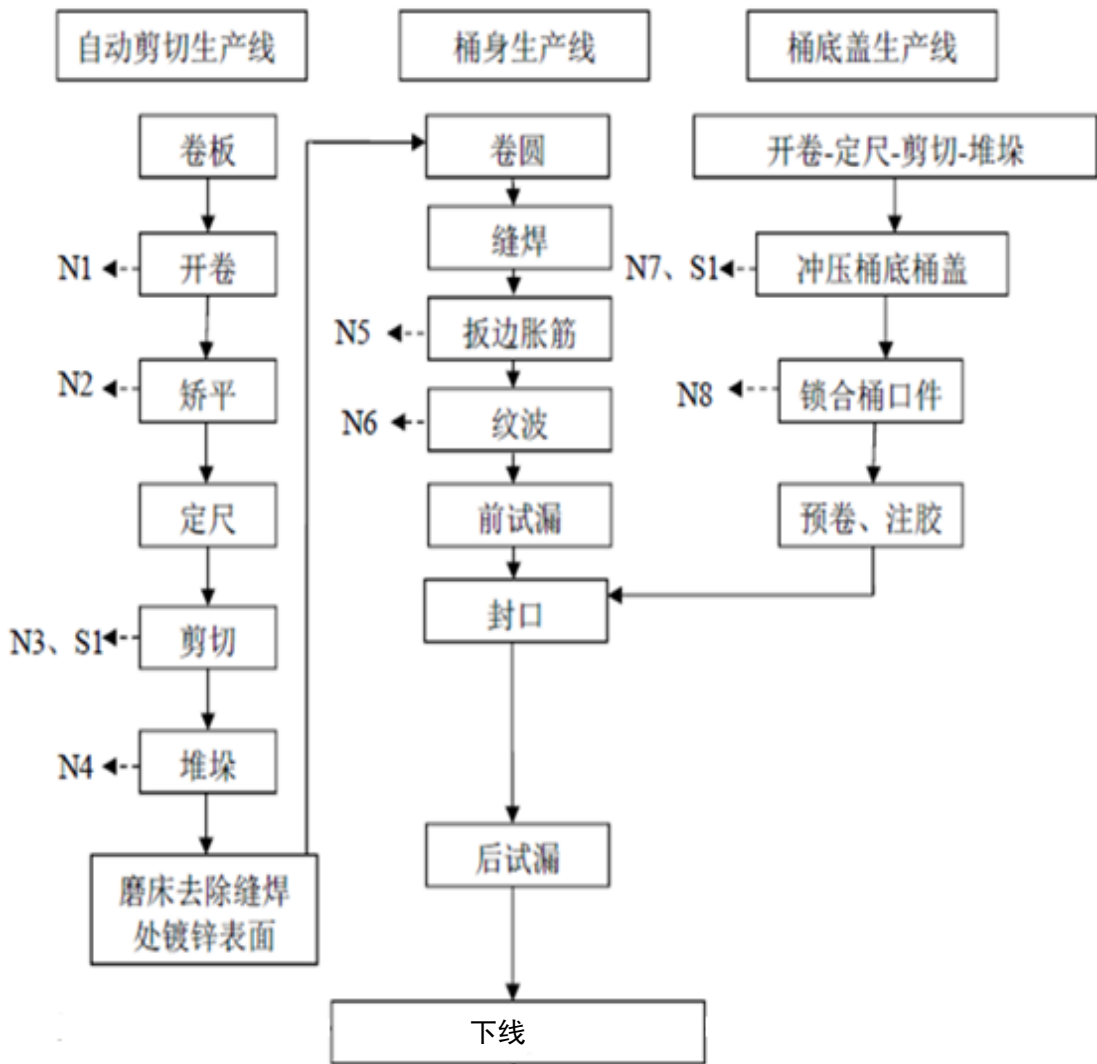 自动剪切生产线
桶身生产线
桶底盖生产线
卷板
N1
开卷
N2
矫平
定尺
N3、S1
剪切
N4
堆垛
磨床去除缝焊
处镀锌表面
卷圆
缝焊
N5
扳边胀筋
N6
纹波
前试漏
封口
后试漏
下线
开卷-定尺-剪切-堆垛
N7、S1
冲压桶底桶盖
N8
锁合桶口件
预卷、注胶